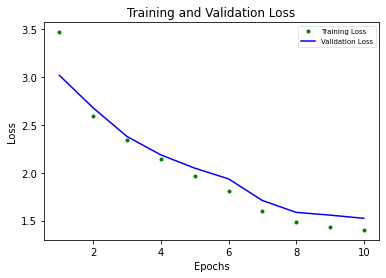 Training and Validation Loss
Training Loss
Validation Loss
3.5
3.0
2.5
2.0
1.5
Loss
2 4 6 8 10
Epochs